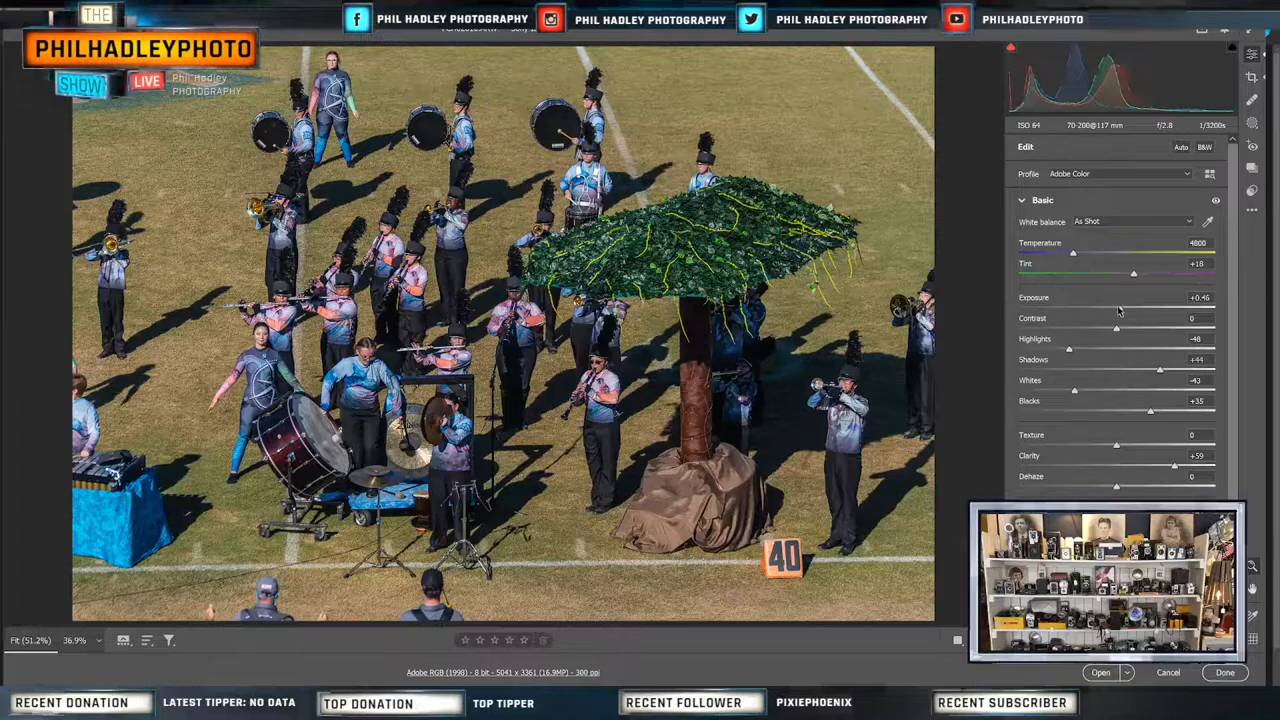 THE
PHILHADLEYPHOTO
SHOW
LIVE
Phil Hadley
PHOTOGRAPHY
PHIL HADLEY PHOTOGRAPHY
PHIL HADLEY PHOTOGRAPHY
PHIL HADLEY PHOTOGRAPHY
PHILHADLEYPHOTO
ISO 64 70-200@117 mm f/2.8 1/3200s
Edit Auto B&W
Profile Adobe Color
Basic
White balance As Shot
Temperature 4800
Tint +18
Exposure +0.46
Contrast 0
Highlights -48
Shadows +44
Whites -43
Blacks +35
Texture 0
Clarity +59
Dehaze 0
40
Fit (51.2%) 36.9%
Adobe RGB (1998) - 8 bit - 5041 x 3361 (16.9MP) - 300 ppi
Open Cancel Done
RECENT DONATION LATEST TIPPER: NO DATA TOP DONATION TOP TIPPER RECENT FOLLOWER PIXIEPHOENIX RECENT SUBSCRIBER